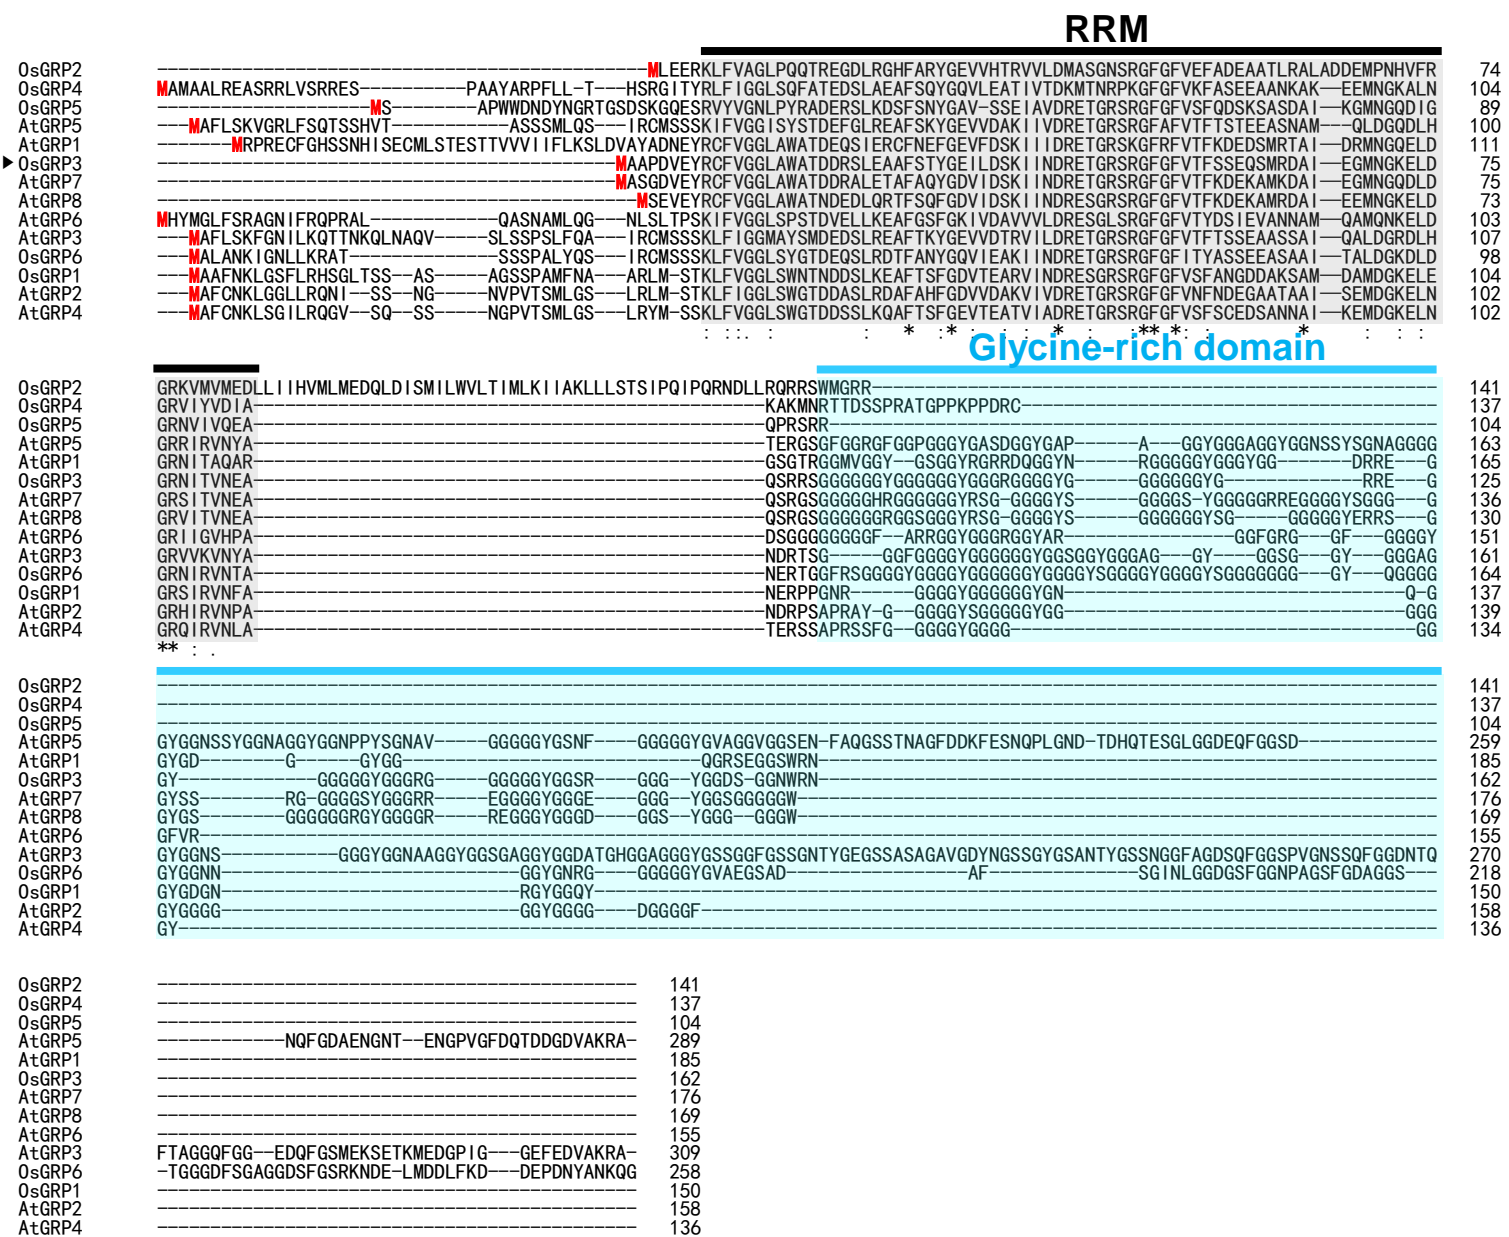 RRM
OsGRP2 ----------------------------------------------MLEERKLFVAGLPQQTREGDLRGHFARYGEVVHTRVVLDMASGNSRGFGFVEFADEAATLRALADDEMPNHVFR 74
OsGRP4 MAMAALREASRRLVSRRES----------PAAYARPFLL-T---HSRGITYRLFIGGLSQFATEDSLAEAFSQYGQVLEATIVTDKMTNRPKGFGFVKFASEEAANKAK--EEMNGKALN 104
OsGRP5 --------------------MS--------APWWDNDYNGRTGSDSKGQESRVYVGNLPYRADERSLKDSFSNYGAV-SSEIAVDRETGRSRGFGFVSFQDSKSASDAI--KGMNGQDIG 89
AtGRP5 ---MAFLSKVGRLFSQTSSHVT-----------ASSSMLQS---IRCMSSSKIFVGGISYSTDEFGLREAFSKYGEVVDAKIIVDRETGRSRGFAFVTFTSTEEASNAM--QLDGQDLH 100
AtGRP1 -------MRPRECFGHSSNHISECMLSTESTTVVVIIFLKSLDVAYADNEYRCFVGGLAWATDEQSIERCFNEFGEVFDSKIIIDRETGRSKGFRFVTFKDEDSMRTAI--DRMNGQELD 111
OsGRP3 -------------------------------------------MAAPDVEYRCFVGGLAWATDDRSLEAAFSTYGEILDSKIINDRETGRSRGFGFVTFSSEQSMRDAI--EGMNGKELD 75
AtGRP7 -------------------------------------------MASGDVEYRCFVGGLAWATDDRALETAFAQYGDVIDSKIINDRETGRSRGFGFVTFKDEKAMKDAI--EGMNGQDLD 75
AtGRP8 ---------------------------------------------MSEVEYRCFVGGLAWATNDEDLQRTFSQFGDVIDSKIINDRETGRSRGFGFVTFKDEKAMRDAI--EEMNGKELD 73
AtGRP6 MHYMGLFSRAGNIFRQPRAL------------QASNAMLQG---NLSLTPSKIFVGGLSPSTDVELLKEAFGSFGKIVDAVVVLDRESGLSRGFGFVTYDSIEVANNAM--QAMQNKELD 103
AtGRP3 ---MAFLSKFGNILKQTTNKQLNAQV-----SLSSPSLFQA---IRCMSSSKLFIGGMAYSMDEDSLREAFTKYGEVVDTRVILDRETGRSRGFGFVTFTSSEAASSAI--QALDGRDLH 107
OsGRP6 ---MALANKIGNLLKRAT--------------SSSPALYQS---IRCMSSSKLFVGGLSYGTDEQSLRDTFANYGQVIEAKIINDRETGRSRGFGFITYASSEEASAAI--TALDGKDLD 98
OsGRP1 ---MAAFNKLGSFLRHSGLTSS--AS-----AGSSPAMFNA---ARLM-STKLFVGGLSWNTNDDSLKEAFTSFGDVTEARVINDRESGRSRGFGFVSFANGDDAKSAM--DAMDGKELE 104
AtGRP2 ---MAFCNKLGGLLRQNI--SS--NG-----NVPVTSMLGS---LRLM-STKLFIGGLSWGTDDASLRDAFAHFGDVVDAKVIVDRETGRSRGFGFVNFNDEGAATAAI--SEMDGKELN 102
AtGRP4 ---MAFCNKLSGILRQGV--SQ--SS-----NGPVTSMLGS---LRYM-SSKLFVGGLSWGTDDSSLKQAFTSFGEVTEATVIADRETGRSRGFGFVSFSCEDSANNAI--KEMDGKELN 102
: ::. : : * :* : : : * : :** *: : * : : :
Glycine-rich domain
OsGRP2 GRKVMVMEDLLIIHVMLMEDQLDISMILWVLTIMLKIIAKLLLSTSIPQIPQRNDLLRQRRSWMGRR----------------------------------------------------- 141
OsGRP4 GRVIYVDIA------------------------------------------------KAKMNRTTDSSPRATGPPKPPDRC--------------------------------------- 137
OsGRP5 GRNVIVQEA------------------------------------------------QPRSRR--------------------------------------------------------- 104
AtGRP5 GRRIRVNYA------------------------------------------------TERGSGFGGRGFGGPGGGYGASDGGYGAP------A---GGYGGGAGGYGGNSSYSGNAGGGG 163
AtGRP1 GRNITAQAR------------------------------------------------GSGTRGGMVGGY--GSGGYRGRRDQGGYN------RGGGGGYGGGYGG-------DRRE---G 165
OsGRP3 GRNITVNEA------------------------------------------------QSRRSGGGGGGYGGGGGGYGGGRGGGGYG------GGGGGGYG-------------RRE---G 125
AtGRP7 GRSITVNEA------------------------------------------------QSRGSGGGGGHRGGGGGGYRSG-GGGGYS------GGGGS-YGGGGGRREGGGGYSGGG---G 136
AtGRP8 GRVITVNEA------------------------------------------------QSRGSGGGGGGRGGSGGGYRSG-GGGGYS------GGGGGGYSG-----GGGGGYERRS---G 130
AtGRP6 GRIIGVHPA------------------------------------------------DSGGGGGGGGF--ARRGGYGGGRGGYAR----------------GGFGRG---GF---GGGGY 151
AtGRP3 GRVVKVNYA------------------------------------------------NDRTSG-----GGFGGGGYGGGGGGYGGSGGYGGGAG---GY----GGSG---GY---GGGAG 161
OsGRP6 GRNIRVNTA------------------------------------------------NERTGGFRSGGGGYGGGGYGGGGGGYGGGGYSGGGGYGGGGYSGGGGGGG---GY---QGGGG 164
OsGRP1 GRSIRVNFA------------------------------------------------NERPPGNR------GGGGYGGGGGGYGN--------------------------------Q-G 137
AtGRP2 GRHIRVNPA------------------------------------------------NDRPSAPRAY-G--GGGGYSGGGGGYGG--------------------------------GGG 139
AtGRP4 GRQIRVNLA------------------------------------------------TERSSAPRSSFG--GGGGYGGGG--------------------------------------GG 134
** : .
OsGRP2 ------------------------------------------------------------------------------------------------------------------------ 141
OsGRP4 ------------------------------------------------------------------------------------------------------------------------ 137
OsGRP5 ------------------------------------------------------------------------------------------------------------------------ 104
AtGRP5 GYGGNSSYGGNAGGYGGNPPYSGNAV-----GGGGGYGSNF----GGGGGYGVAGGVGGSEN-FAQGSSTNAGFDDKFESNQPLGND-TDHQTESGLGGDEQFGGSD------------- 259
AtGRP1 GYGD--------G------GYGG----------------------------QGRSEGGSWRN---------------------------------------------------------- 185
OsGRP3 GY-------------GGGGGYGGGRG-----GGGGGYGGSR----GGG--YGGDS-GGNWRN---------------------------------------------------------- 162
AtGRP7 GYSS--------RG-GGGGSYGGGRR-----EGGGGYGGGE----GGG--YGGSGGGGGW------------------------------------------------------------ 176
AtGRP8 GYGS--------GGGGGGRGYGGGGR-----REGGGYGGGD----GGS--YGGG--GGGW------------------------------------------------------------ 169
AtGRP6 GFVR-------------------------------------------------------------------------------------------------------------------- 155
AtGRP3 GYGGNS-----------GGGYGGNAAGGYGGSGAGGYGGDATGHGGAGGGYGSSGGFGSSGNTYGEGSSASAGAVGDYNGSSGYGSANTYGSSNGGFAGDSQFGGSPVGNSSQFGGDNTQ 270
OsGRP6 GYGGNN----------------------------GGYGNRG----GGGGGYGVAEGSAD-----------------AF--------------SGINLGGDGSFGGNPAGSFGDAGGS--- 218
OsGRP1 GYGDGN----------------------------RGYGGQY------------------------------------------------------------------------------- 150
AtGRP2 GYGGGG----------------------------GGYGGGG----DGGGGF--------------------------------------------------------------------- 158
AtGRP4 GY---------------------------------------------------------------------------------------------------------------------- 136
OsGRP2 --------------------------------------------- 141
OsGRP4 --------------------------------------------- 137
OsGRP5 --------------------------------------------- 104
AtGRP5 ------------NQFGDAENGNT--ENGPVGFDQTDDGDVAKRA- 289
AtGRP1 --------------------------------------------- 185
OsGRP3 --------------------------------------------- 162
AtGRP7 --------------------------------------------- 176
AtGRP8 --------------------------------------------- 169
AtGRP6 --------------------------------------------- 155
AtGRP3 FTAGGQFGG--EDQFGSMEKSETKMEDGPIG---GEFEDVAKRA- 309
OsGRP6 -TGGGDFSGAGGDSFGSRKNDE-LMDDLFKD---DEPDNYANKQG 258
OsGRP1 --------------------------------------------- 150
AtGRP2 --------------------------------------------- 158
AtGRP4 --------------------------------------------- 136